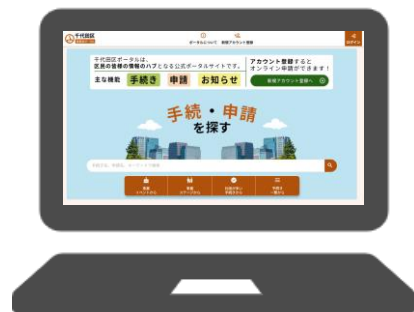 千代田区
ポータルについて 新規アカウント登録
ログイン
千代田区ポータルは、
区民の皆様の情報のハブとなる公式ポータルサイトです。
主な機能 手続き 申請 お知らせ
アカウント登録すると
オンライン申請ができます！
新規アカウント登録へ
手続・申請
を探す